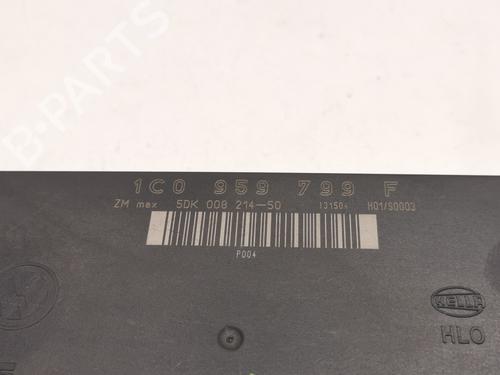 B-PARTS
1C0 959 799 F
ZM max 5DK 008 214-50 131504 H01/S0003
P004
HELLA
HLO